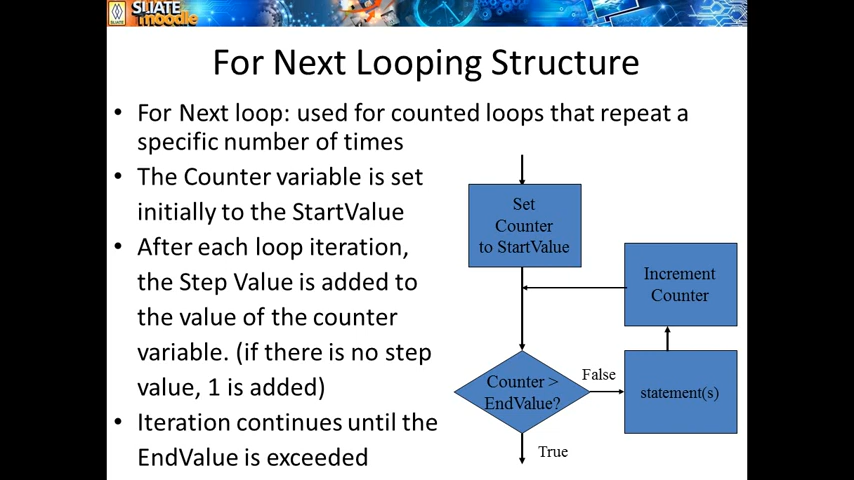 SLIATE
moodle
SLIATE
For Next Looping Structure
• For Next loop: used for counted loops that repeat a
specific number of times
• The Counter variable is set
initially to the StartValue
• After each loop iteration,
the Step Value is added to
the value of the counter
variable. (if there is no step
value, 1 is added)
• Iteration continues until the
EndValue is exceeded
Set
Counter
to StartValue
Increment
Counter
Counter >
EndValue?
False
statement(s)
True